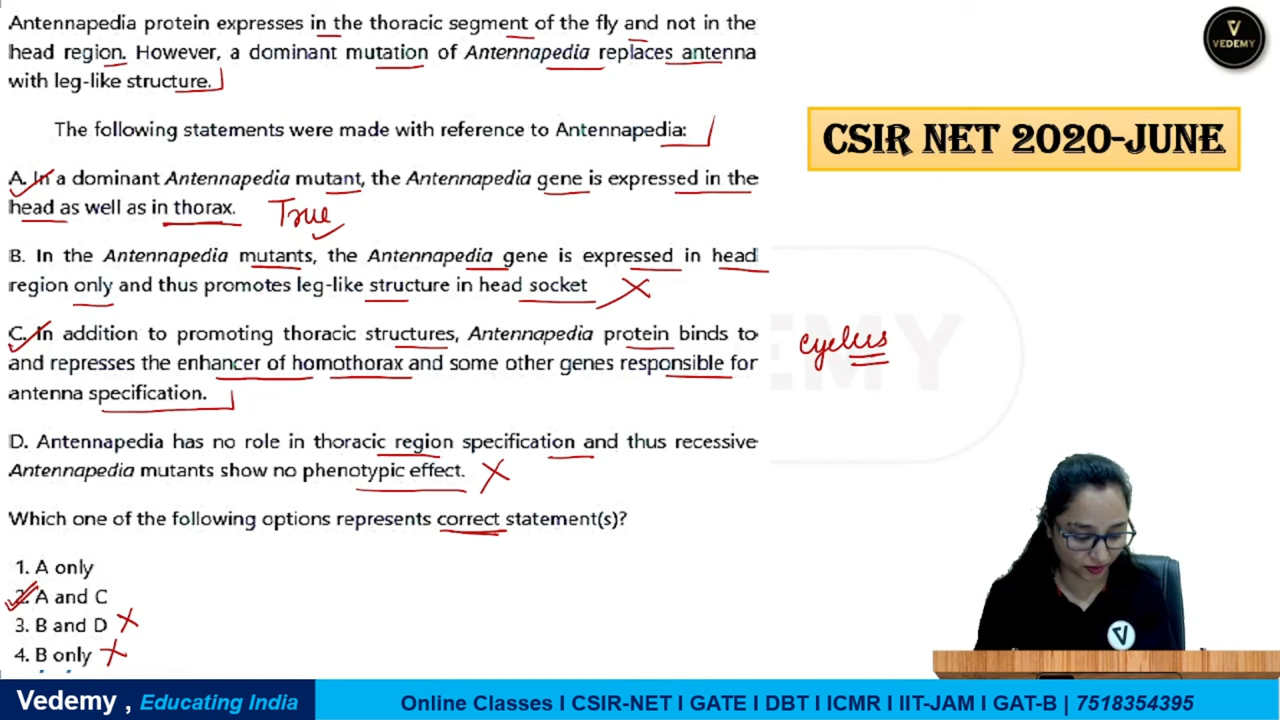 Antennapedia protein expresses in the thoracic segment of the fly and not in the
head region. However, a dominant mutation of Antennapedia replaces antenna
with leg-like structure.
VEDEMY
The following statements were made with reference to Antennapedia:
CSIR NET 2020-JUNE
A. In a dominant Antennapedia mutant, the Antennapedia gene is expressed in the
head as well as in thorax. True
B. In the Antennapedia mutants, the Antennapedia gene is expressed in head
region only and thus promotes leg-like structure in head socket
C. In addition to promoting thoracic structures, Antennapedia protein binds to
and represses the enhancer of homothorax and some other genes responsible for
antenna specification.
D. Antennapedia has no role in thoracic region specification and thus recessive
Antennapedia mutants show no phenotypic effect.
Which one of the following options represents correct statement(s)?
1. A only
2. A and C
3. B and D
4. B only
Vedemy , Educating India
Online Classes I CSIR-NET I GATE I DBT I ICMR I IIT-JAM I GAT-B | 7518354395